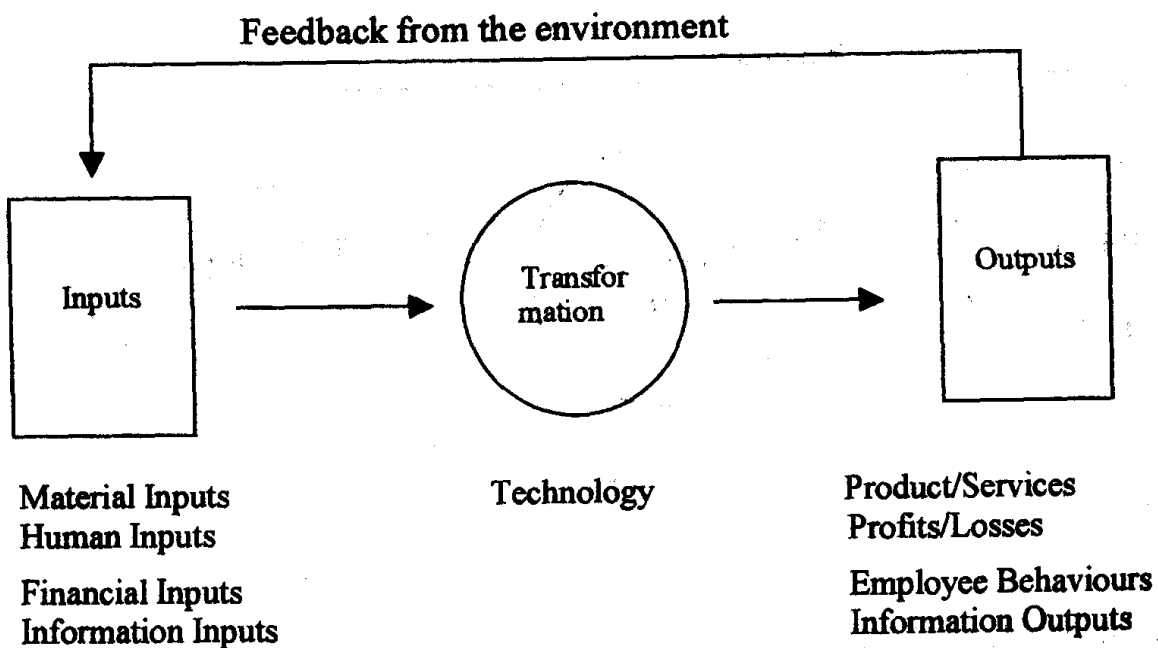 Feedback from the environment
Inputs
Transfor
mation
Outputs
Material Inputs
Human Inputs
Financial Inputs
Information Inputs
Technology
Product/Services
Profits/Losses
Employee Behaviours
Information Outputs